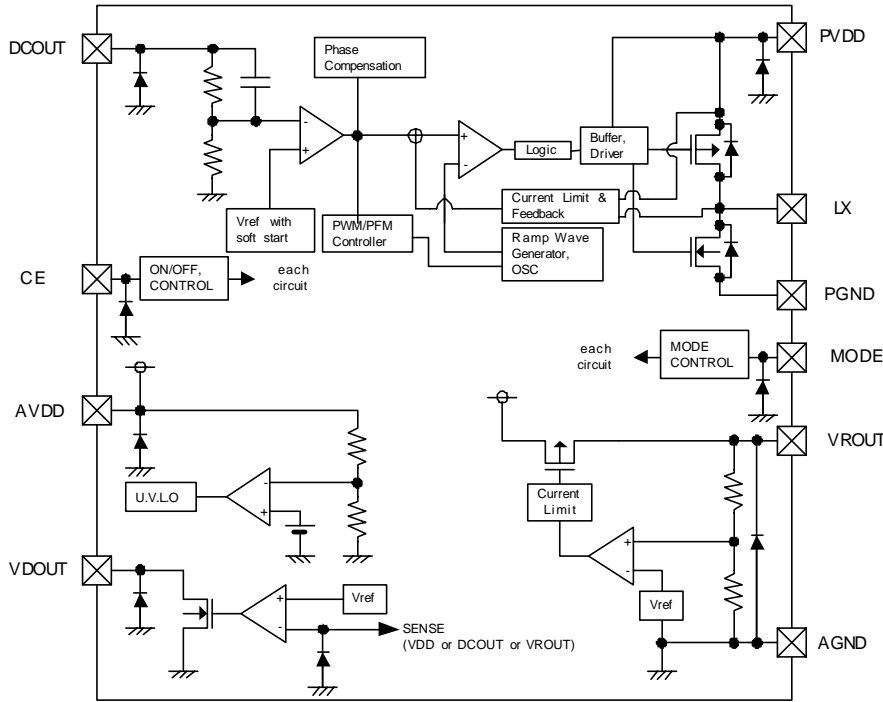 DCOUT
PVDD
Phase
Compensation
-
+
+
-
Logic
Buffer,
Driver
Vref with
soft start
PWM/PFM
Controller
Current Limit &
Feedback
Ramp Wave
Generator,
OSC
LX
CE
ON/OFF,
CONTROL
each
circuit
PGND
each
circuit
MODE
CONTROL
MODE
AVDD
U.V.L.O
-
+
VROUT
Current
Limit
+
-
Vref
AGND
VDOUT
+
-
Vref
SENSE
(VDD or DCOUT or VROUT)